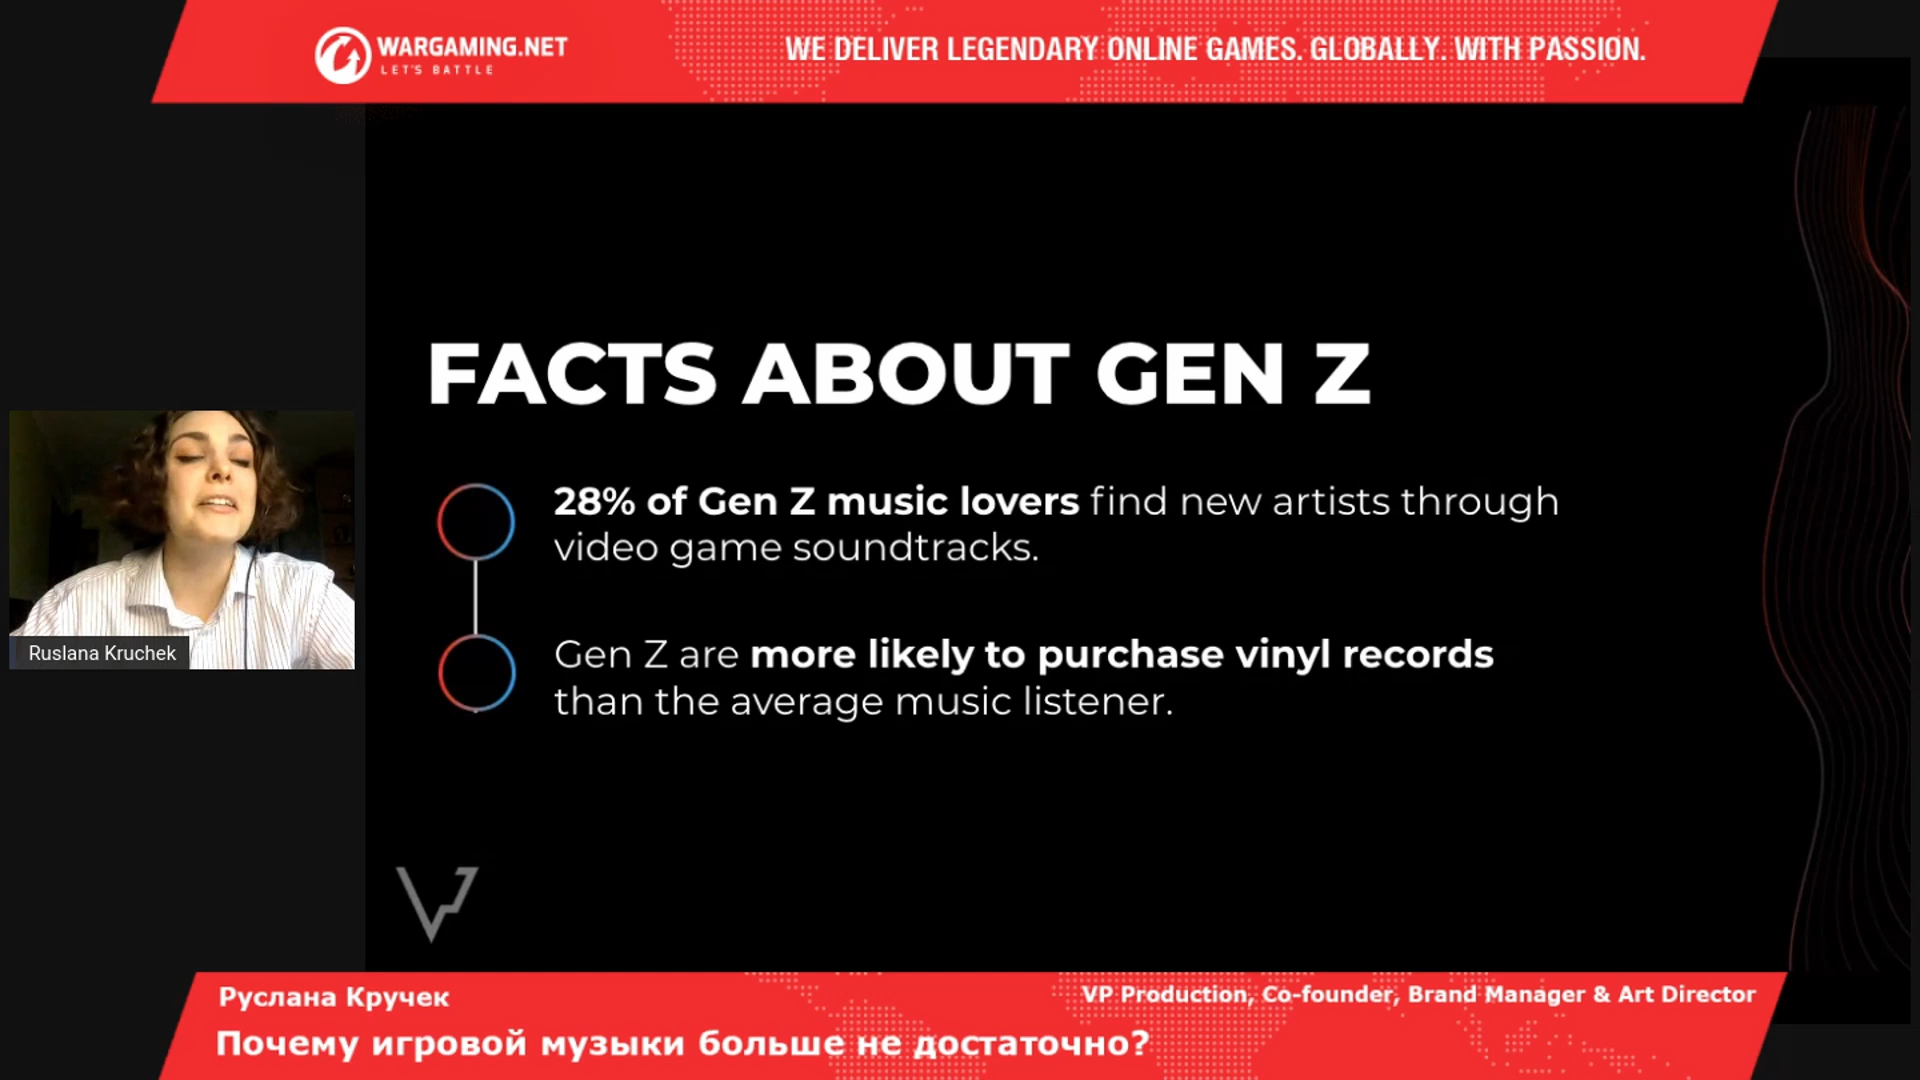 WARGAMING.NET
LET'S BATTLE
WE DELIVER LEGENDARY ONLINE GAMES. GLOBALLY. WITH PASSION.
FACTS ABOUT GEN Z
28% of Gen Z music lovers find new artists through
video game soundtracks.
Gen Z are more likely to purchase vinyl records
than the average music listener.
Ruslana Kruchek
Руслана Кручек
VP Production, Co-founder, Brand Manager & Art Director
Почему игровой музыки больше не достаточно?